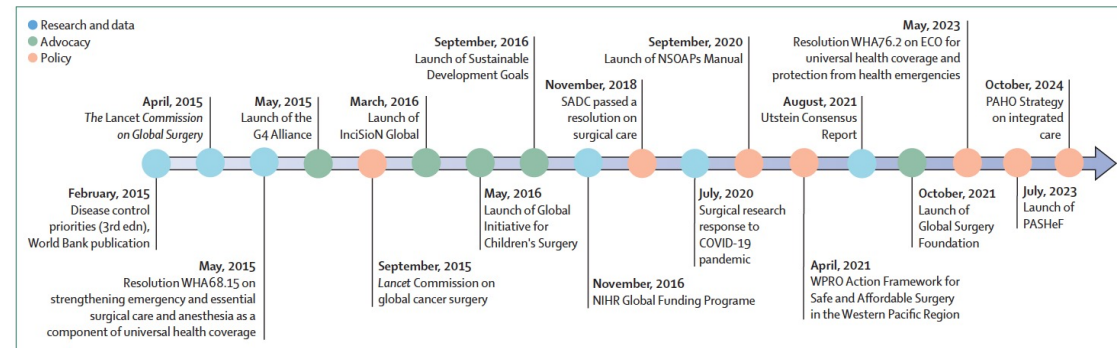 Research and data
Advocacy
Policy
April, 2015
The Lancet Commission
on Global Surgery
May, 2015
Launch of the
G4 Alliance
March, 2016
Launch of
InciSioN Global
September, 2016
Launch of Sustainable
Development Goals
November, 2018
SADC passed a
resolution on
surgical care
September, 2020
Launch of NSOAPs Manual
August, 2021
Utstein Consensus
Report
May, 2023
Resolution WHA76.2 on ECO for
universal health coverage and
protection from health emergencies
October, 2024
PAHO Strategy
on integrated
care
February, 2015
Disease control
priorities (3rd edn),
World Bank publication
May, 2015
Resolution WHA68.15 on
strengthening emergency and essential
surgical care and anesthesia as a
component of universal health coverage
September, 2015
Lancet Commission on
global cancer surgery
May, 2016
Launch of Global
Initiative for
Children's Surgery
November, 2016
NIHR Global Funding Programe
July, 2020
Surgical research
response to
COVID-19
pandemic
April, 2021
WPRO Action Framework for
Safe and Affordable Surgery
in the Western Pacific Region
October, 2021
Launch of
Global Surgery
Foundation
July, 2023
Launch of
PASHeF